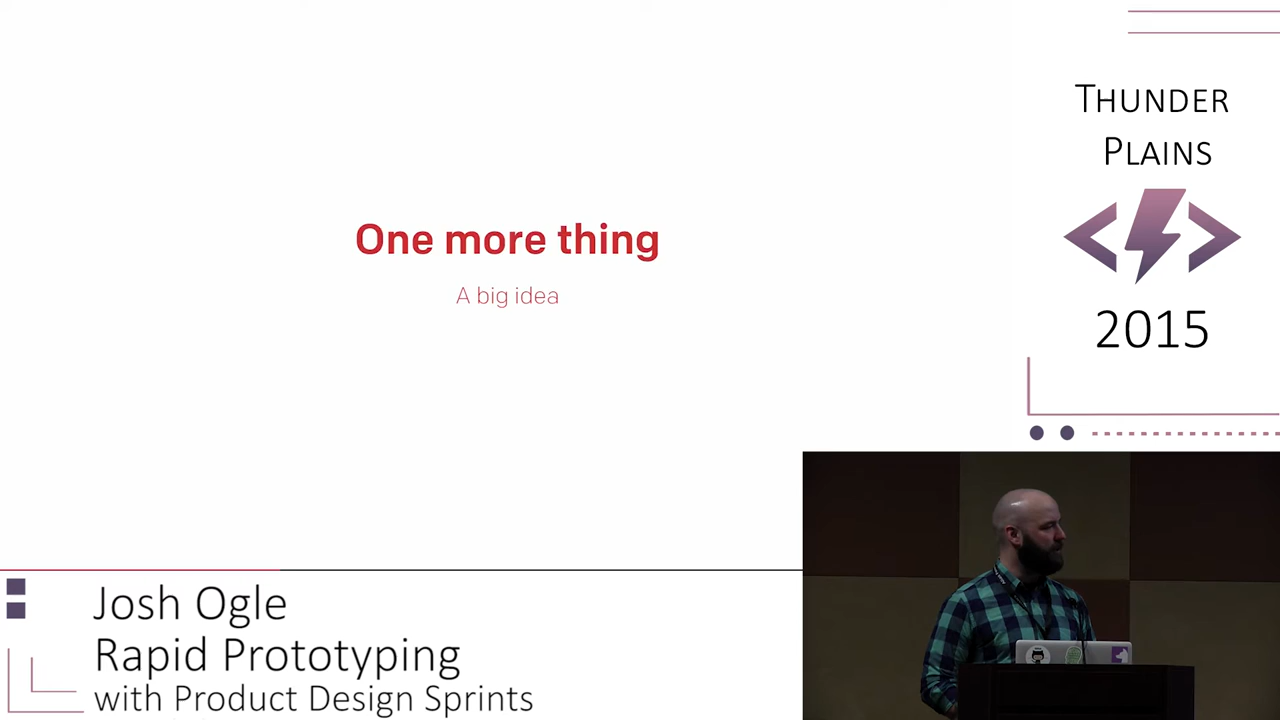 One more thing
A big idea
THUNDER
PLAINS
2015
Josh Ogle
Rapid Prototyping
with Product Design Sprints